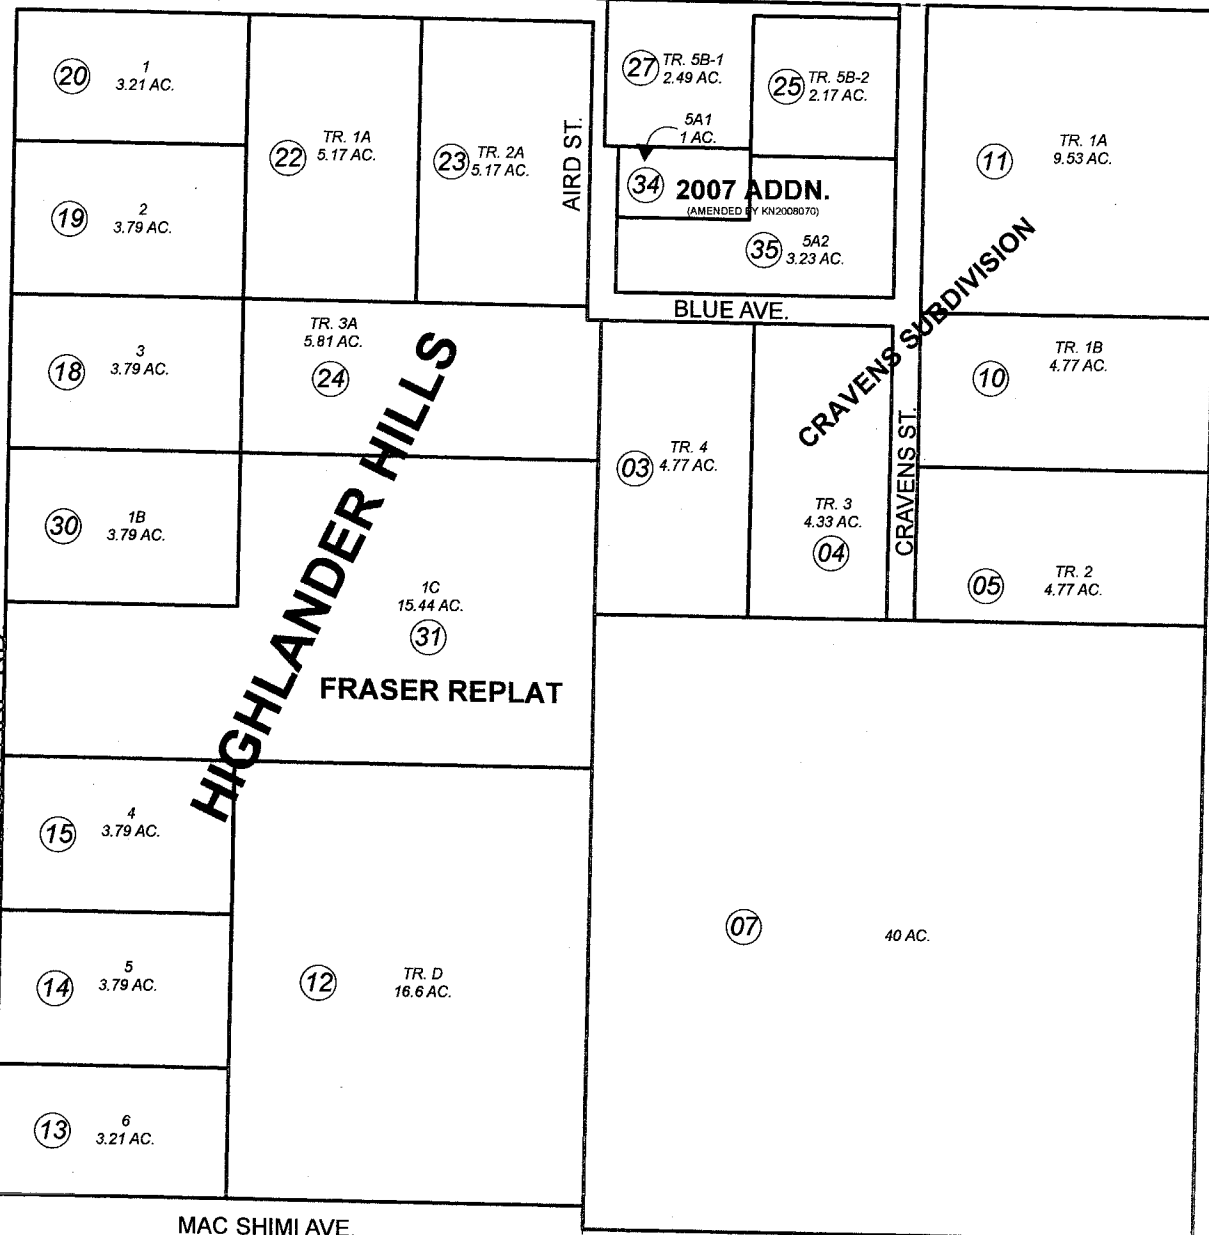 20
1
3.21 AC.
22
TR. 1A
5.17 AC.
23
TR. 2A
5.17 AC.
AIRD ST.
27
TR. 5B-1
2.49 AC.
25
TR. 5B-2
2.17 AC.
5A1
1 AC.
34
2007 ADDN.
(AMENDED BY KN2008070)
35
5A2
3.23 AC.
BLUE AVE.
11
TR. 1A
9.53 AC.
CRAVENS SUBDIVISION
19
2
3.79 AC.
18
3
3.79 AC.
TR. 3A
5.81 AC.
24
HIGHLANDER HILLS
03
TR. 4
4.77 AC.
TR. 3
4.33 AC.
04
CRAVENS ST.
10
TR. 1B
4.77 AC.
05
TR. 2
4.77 AC.
30
1B
3.79 AC.
1C
15.44 AC.
31
FRASER REPLAT
15
4
3.79 AC.
14
5
3.79 AC.
12
TR. D
16.6 AC.
07
40 AC.
13
6
3.21 AC.
MAC SHIMI AVE.